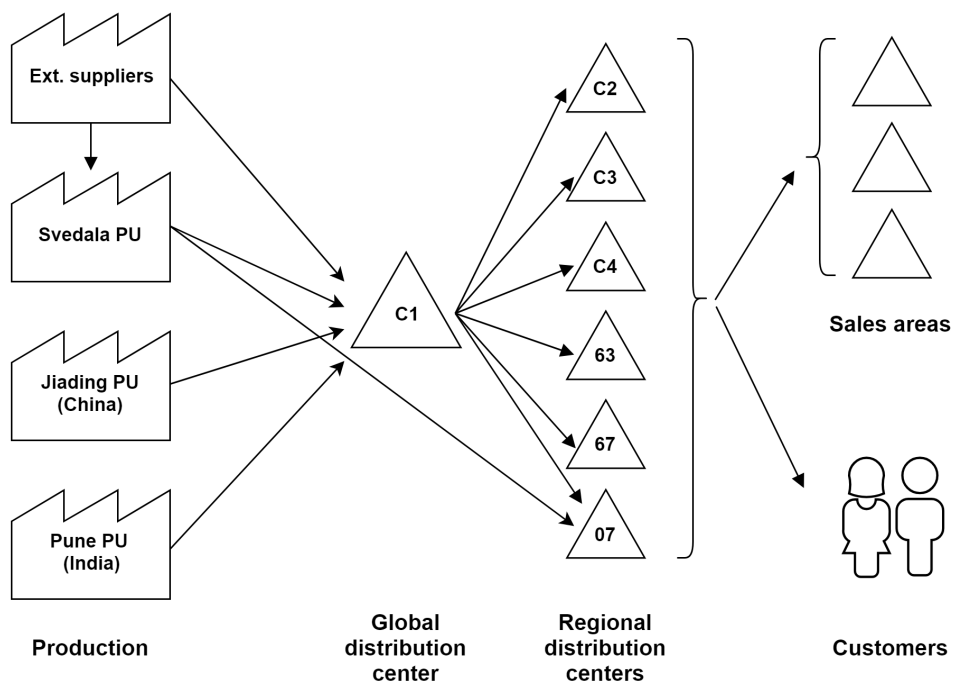 Ext. suppliers
Svedala PU
Jiading PU
(China)
Pune PU
(India)
Production
C1
Global
distribution
center
C2
C3
C4
63
67
07
Regional
distribution
centers
Sales areas
Customers